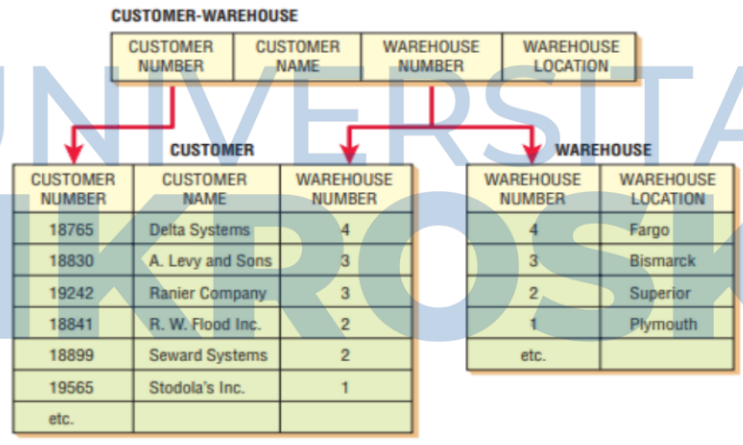 CUSTOMER-WAREHOUSE
CUSTOMER NUMBER CUSTOMER NAME WAREHOUSE NUMBER WAREHOUSE LOCATION
CUSTOMER
CUSTOMER NUMBER CUSTOMER NAME WAREHOUSE NUMBER
18765 Delta Systems 4
18830 A. Levy and Sons 3
19242 Ranier Company 3
18841 R. W. Flood Inc. 2
18899 Seward Systems 2
19565 Stodola's Inc. 1
etc.
WAREHOUSE
WAREHOUSE NUMBER WAREHOUSE LOCATION
4 Fargo
3 Bismarck
2 Superior
1 Plymouth
etc.